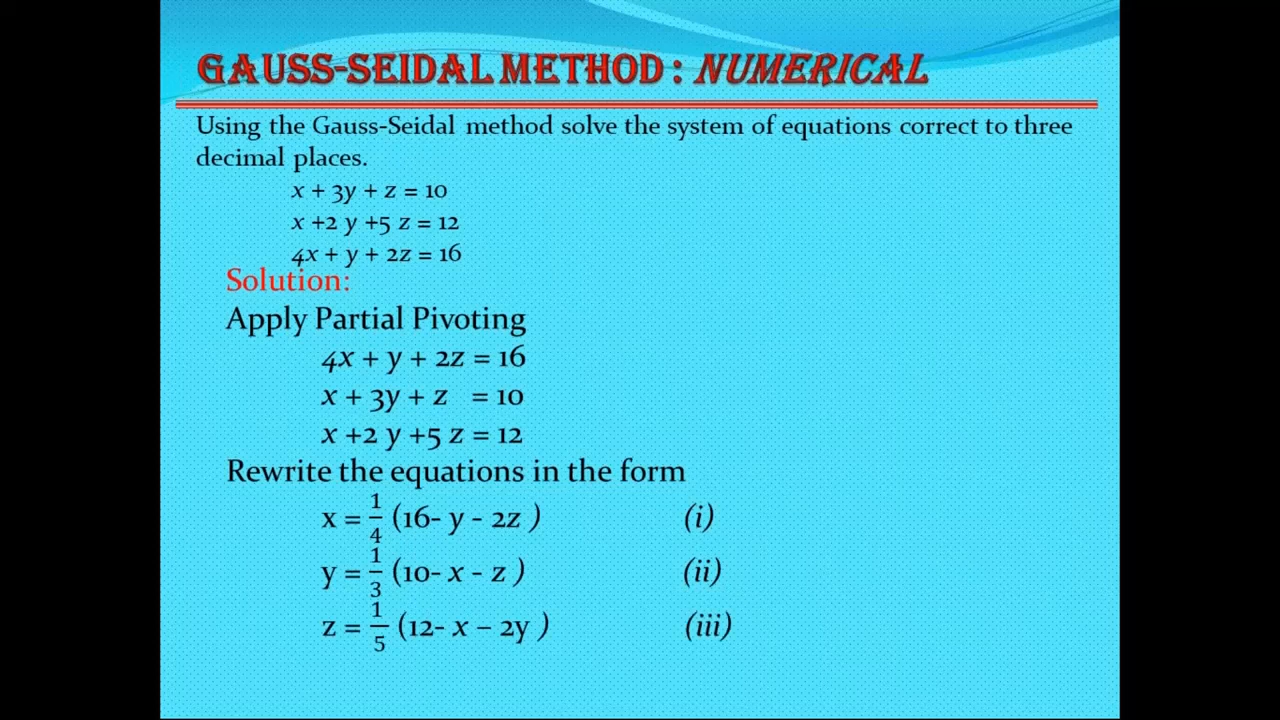 GAUSS-SEIDAL METHOD : NUMERICAL
Using the Gauss-Seidal method solve the system of equations correct to three
decimal places.
x + 3y + z = 10
x +2 y +5 z = 12
4x + y + 2z = 16
Solution:
Apply Partial Pivoting
4x + y + 2z = 16
x + 3y + z = 10
x +2 y +5 z = 12
Rewrite the equations in the form
x = 1/4 (16- y - 2z ) (i)
y = 1/3 (10- x - z ) (ii)
z = 1/5 (12- x – 2y ) (iii)